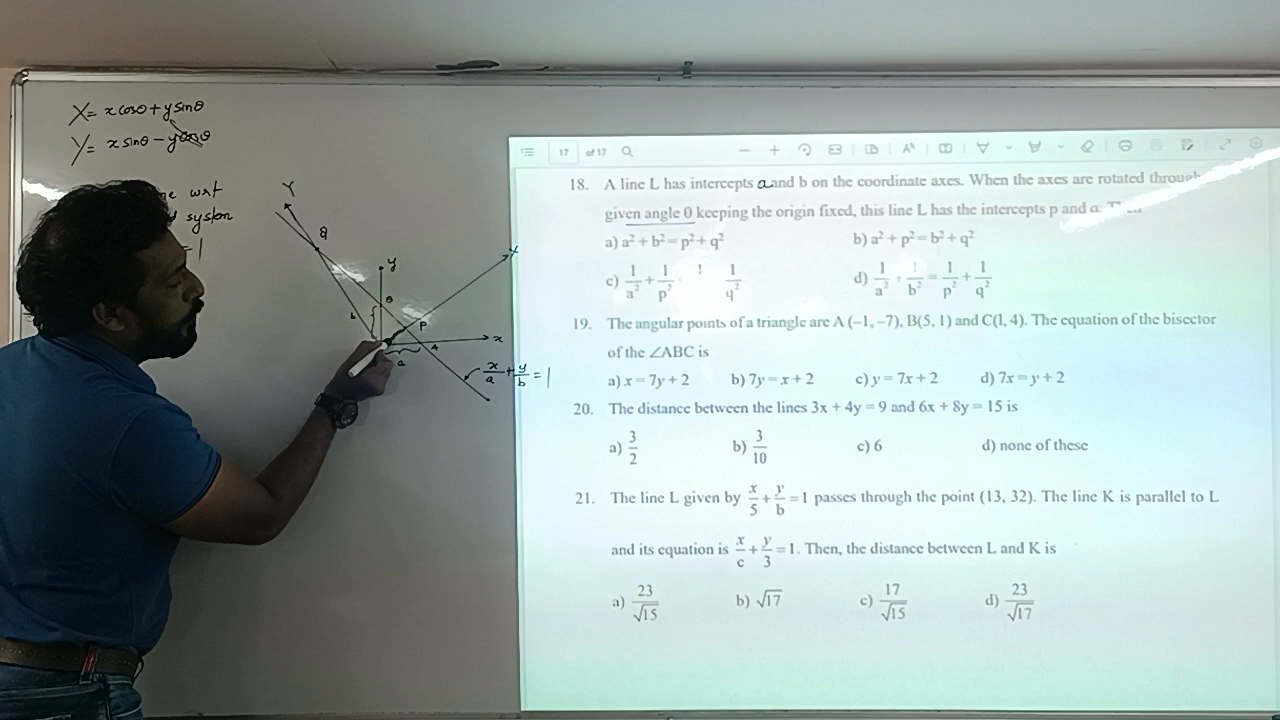 X = x cosθ + y sinθ
Y = x sinθ - y cosθ
wrt
system
= 1
Y
Q
y
B
X
P
b
A
x
a
x/a + y/b = 1
17 of 17
18. A line L has intercepts a and b on the coordinate axes. When the axes are rotated through
given angle θ keeping the origin fixed, this line L has the intercepts p and q.
a) a² + b² = p² + q² b) a² + p² = b² + q²
c) 1/a² + 1/p² 1 1/q² d) 1/a² + 1/b² = 1/p² + 1/q²
19. The angular points of a triangle are A (−1, −7), B(5, 1) and C(1, 4). The equation of the bisector
of the ∠ABC is
a) x = 7y + 2 b) 7y = x + 2 c) y = 7x + 2 d) 7x = y + 2
20. The distance between the lines 3x + 4y = 9 and 6x + 8y = 15 is
a) 3/2 b) 3/10 c) 6 d) none of these
21. The line L given by x/5 + y/b = 1 passes through the point (13, 32). The line K is parallel to L
and its equation is x/c + y/3 = 1. Then, the distance between L and K is
a) 23/√15 b) √17 c) 17/√15 d) 23/√17